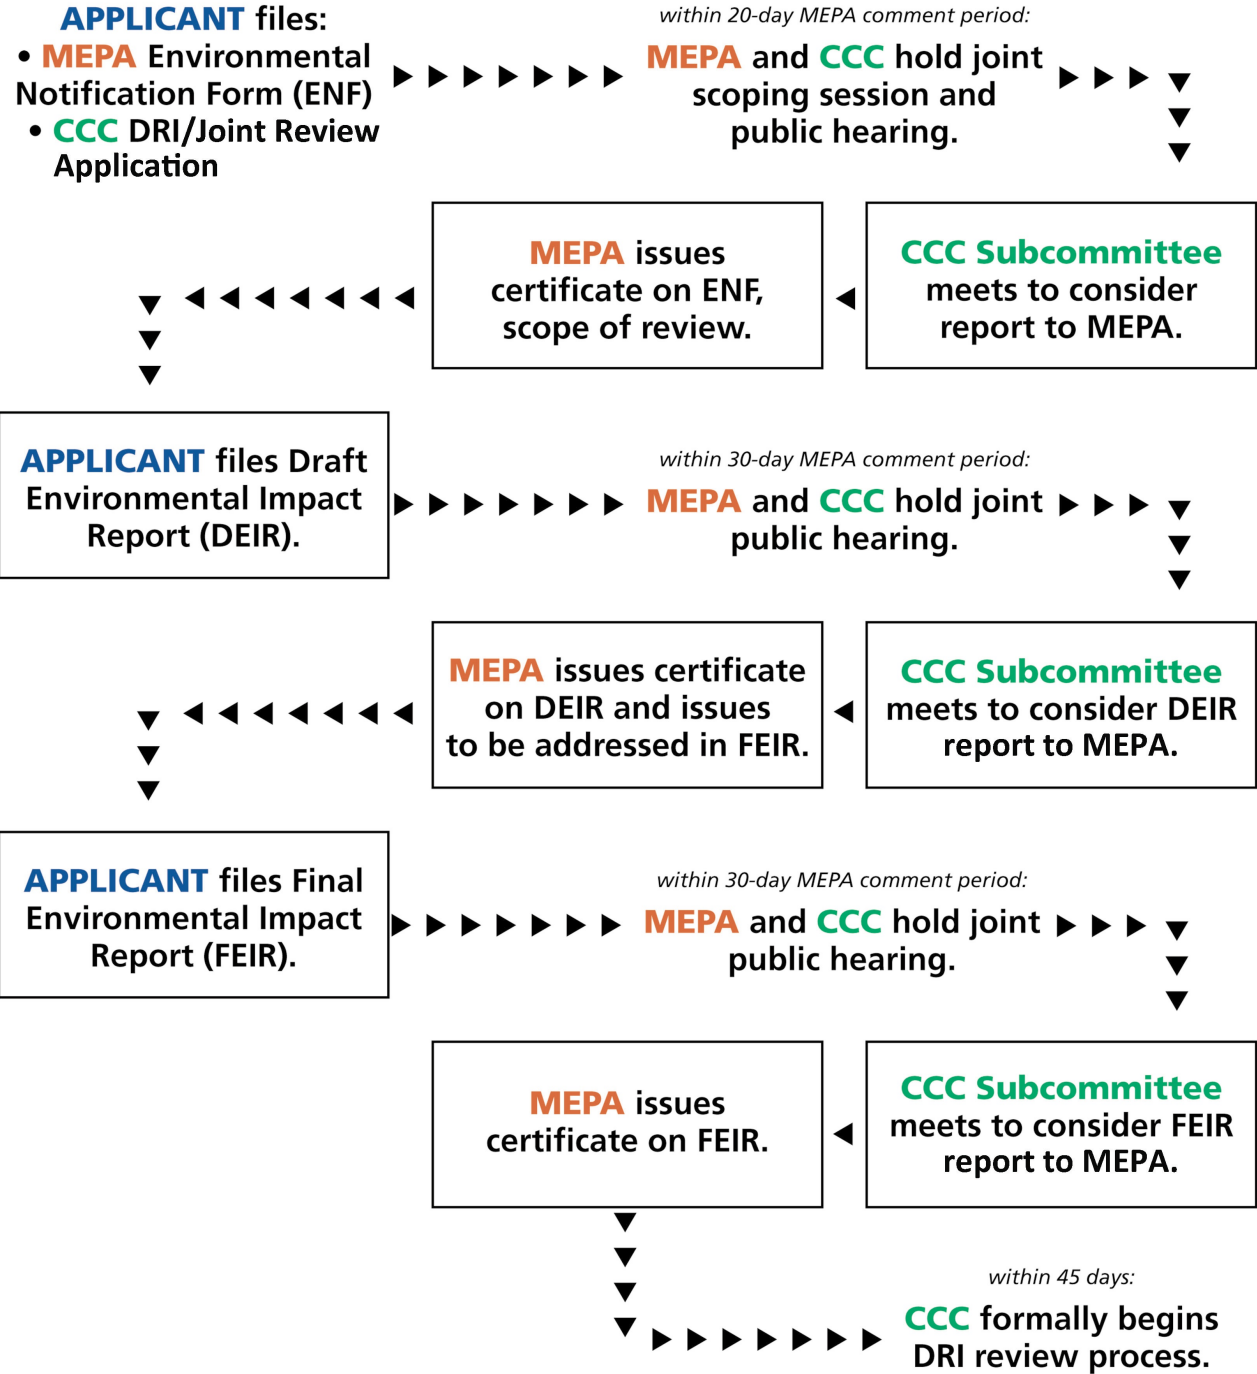 APPLICANT files:
• MEPA Environmental
Notification Form (ENF)
• CCC DRI/Joint Review
Application
within 20-day MEPA comment period:
MEPA and CCC hold joint
scoping session and
public hearing.
CCC Subcommittee
meets to consider
report to MEPA.
MEPA issues
certificate on ENF,
scope of review.
APPLICANT files Draft
Environmental Impact
Report (DEIR).
within 30-day MEPA comment period:
MEPA and CCC hold joint
public hearing.
CCC Subcommittee
meets to consider DEIR
report to MEPA.
MEPA issues certificate
on DEIR and issues
to be addressed in FEIR.
APPLICANT files Final
Environmental Impact
Report (FEIR).
within 30-day MEPA comment period:
MEPA and CCC hold joint
public hearing.
CCC Subcommittee
meets to consider FEIR
report to MEPA.
MEPA issues
certificate on FEIR.
within 45 days:
CCC formally begins
DRI review process.